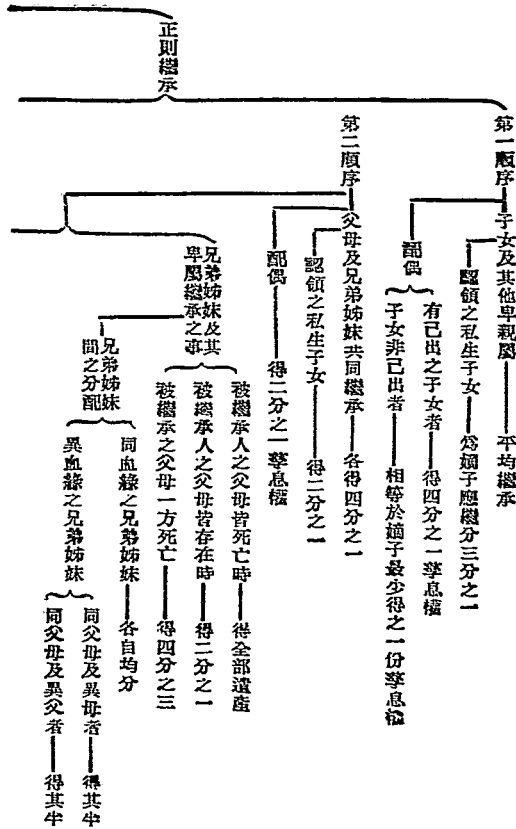 正則繼承
第一順序
子女及其他卑親屬——平均繼承
認領之私生子女——爲嫡子應繼分三分之一
配偶
有己出之子女者——得四分之一孳息權
子女非己出者——相等於嫡子最少得之一份孳息權
第二順序
父母及兄弟姊妹共同繼承——各得四分之一
認領之私生子女——得二分之一
配偶——得二分之一孳息權
兄弟姊妹及其
卑屬繼承之事
被繼承人之父母皆死亡時——得全部遺產
被繼承人之父母皆存在時——得二分之一
被繼承之父母一方死亡——得四分之三
兄弟姊妹
間之分配
同血緣之兄弟姊妹——各自均分
異血緣之兄弟姊妹
同父母及異母者——得其半
同父母及異父者——得其半